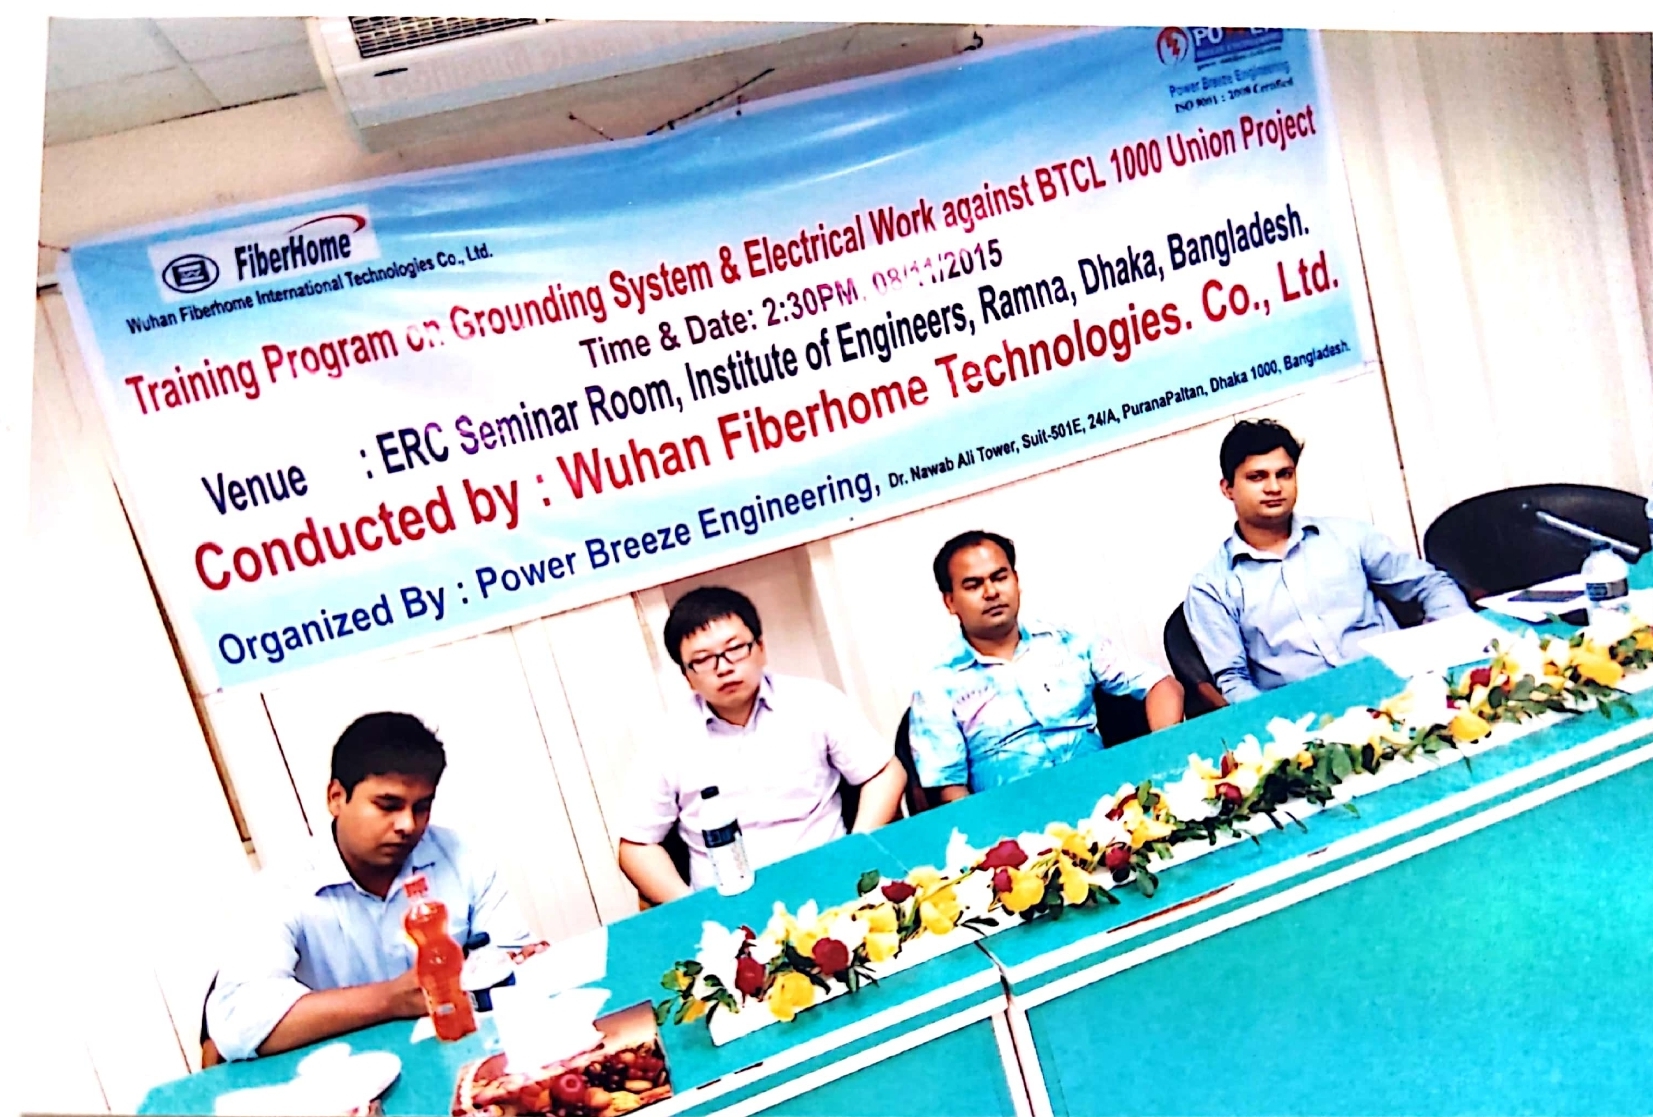 FiberHome
Wuhan Fiberhome International Technologies Co., Ltd.
Power Breeze Engineering
ISO 9001 : 2008 Certified
Training Program on Grounding System & Electrical Work against BTCL 1000 Union Project
Time & Date: 2:30PM, 08/11/2015
Venue : ERC Seminar Room, Institute of Engineers, Ramna, Dhaka, Bangladesh.
Conducted by : Wuhan Fiberhome Technologies. Co., Ltd.
Organized By : Power Breeze Engineering, Dr. Nawab Ali Tower, Suit-501E, 24/A, PuranaPaltan, Dhaka 1000, Bangladesh.